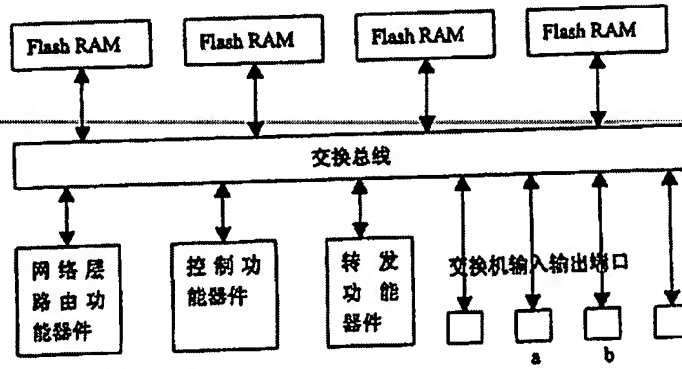 Flash RAM Flash RAM Flash RAM Flash RAM
交换总线
网络层
路由功
能器件
控制功
能器件
转发
功能
器件
交换机输入输出端口
a b